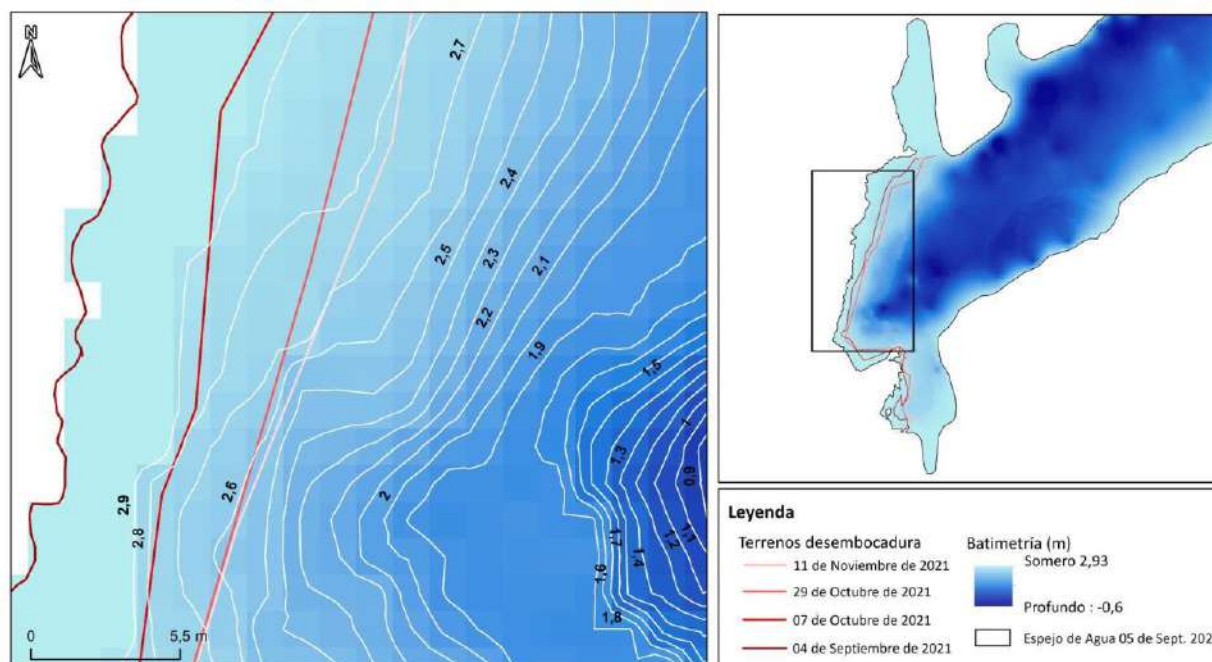 N
2,7
2,4
2,5
2,3
2,1
2,2
1,9
1,5
1
1,3
0,9
2,6
2
2,9
2,8
1,7
1,2
1,1
1,4
1,6
1,8
0
5,5 m
Leyenda
Terrenos desembocadura
11 de Noviembre de 2021
29 de Octubre de 2021
07 de Octubre de 2021
04 de Septiembre de 2021
Batimetría (m)
Somero 2,93
Profundo : -0,6
Espejo de Agua 05 de Sept. 202